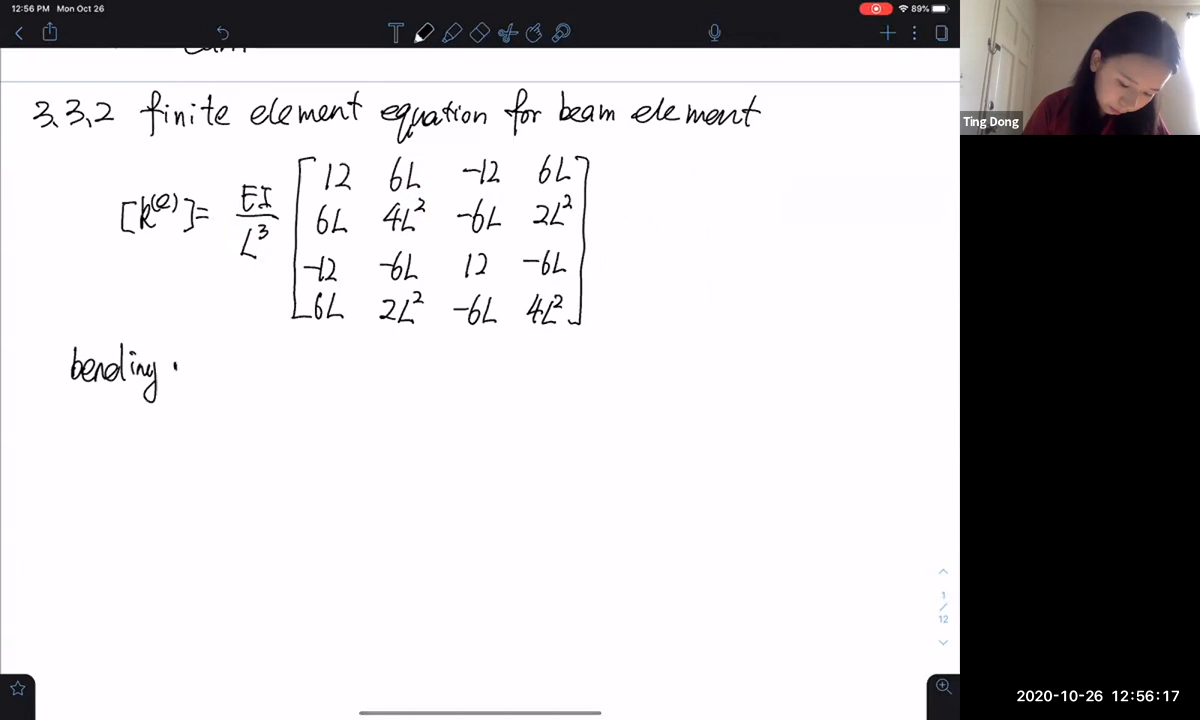 12:56 PM Mon Oct 26
89%
3.3.2 finite element equation for beam element
[k^(e)] = EI/L^3 [12 6L -12 6L
6L 4L^2 -6L 2L^2
-12 -6L 12 -6L
6L 2L^2 -6L 4L^2]
bending
1
/
12
Ting Dong
2020-10-26 12:56:17